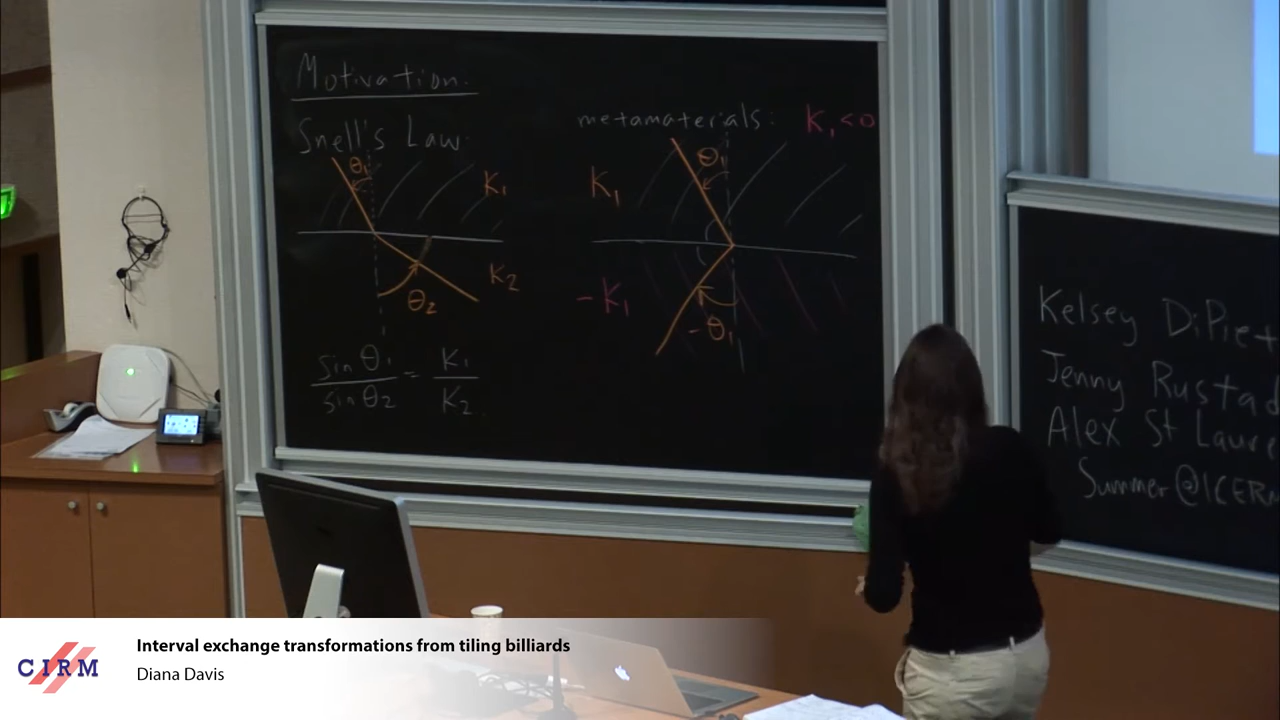 Motivation.
Snell's Law.
θ₁
K₁
K₂
θ₂
sin θ₁ / sin θ₂ = K₁ / K₂.
metamaterials: K₁<0
θ₁
K₁
-K₁
-θ₁
Kelsey DiPiet
Jenny Rustad
Alex St Laure
Summer@ICERM
CIRM
Interval exchange transformations from tiling billiards
Diana Davis